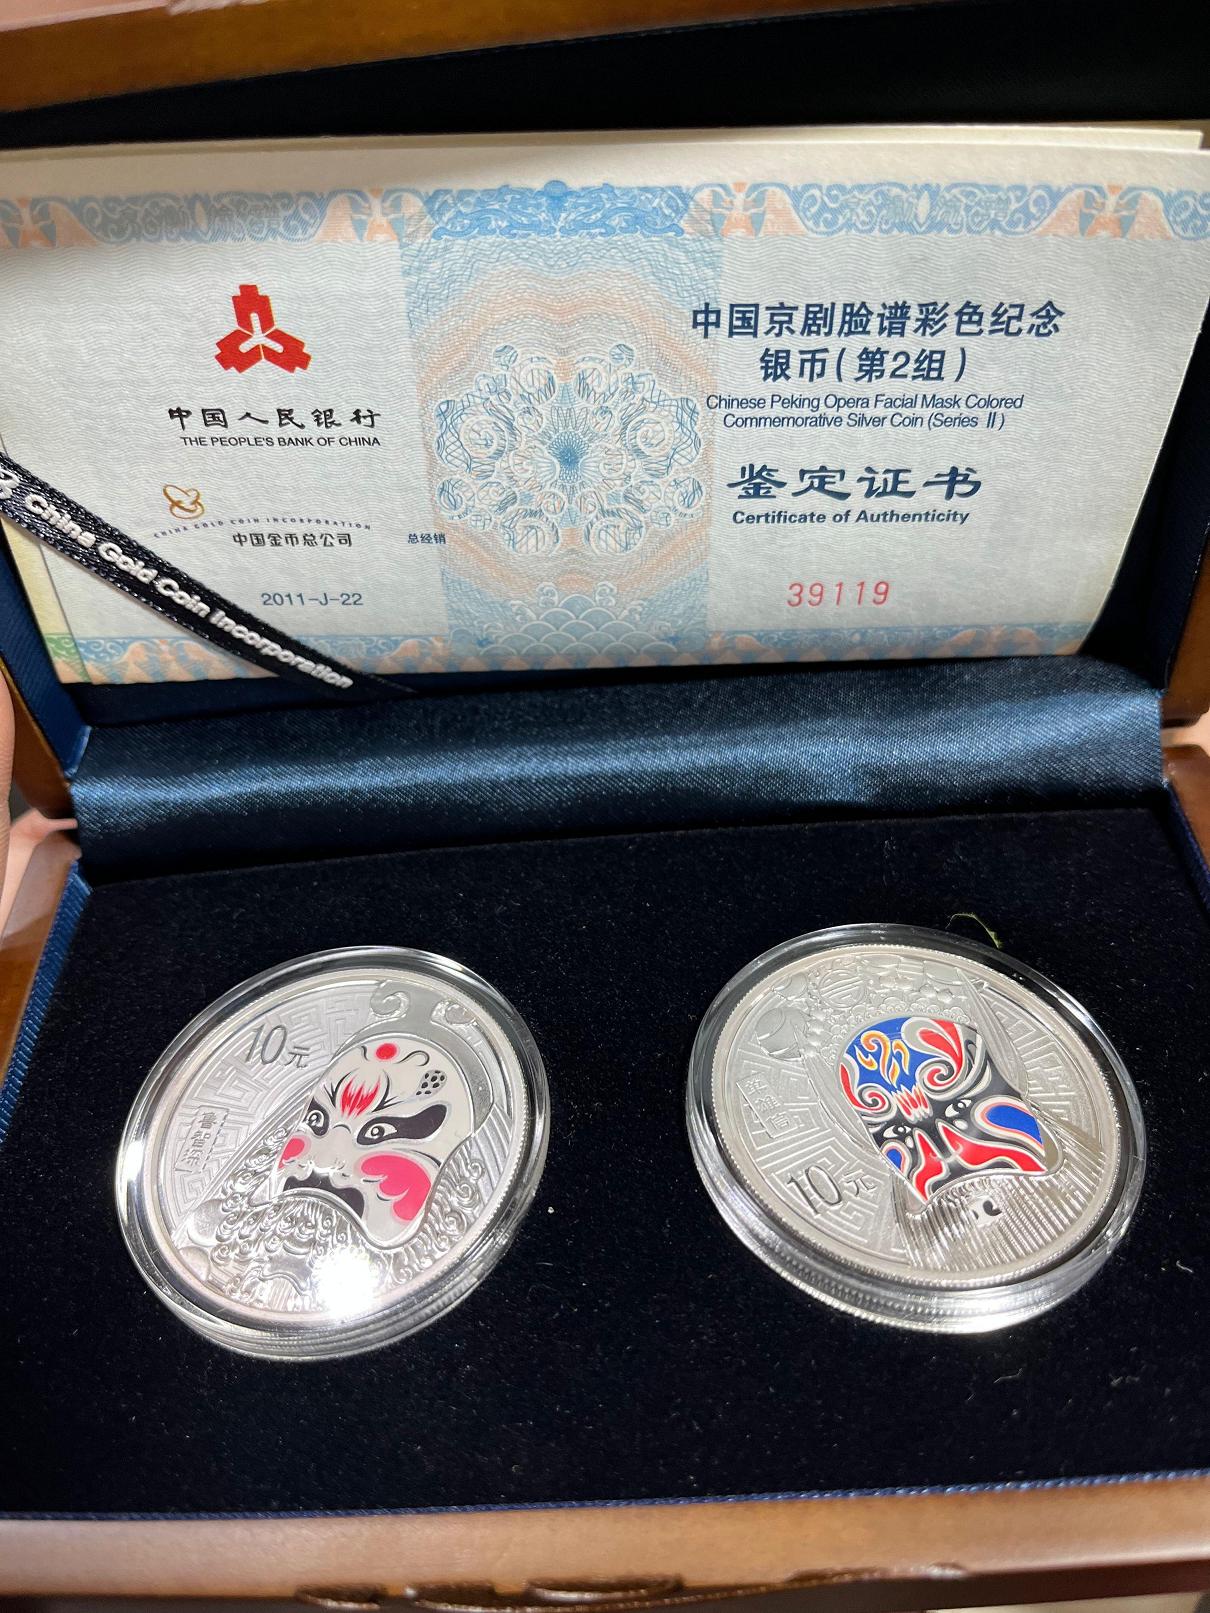 中国人民银行
THE PEOPLE'S BANK OF CHINA
CHINA GOLD COIN INCORPORATION
中国金币总公司
总经销
2011-J-22
中国京剧脸谱彩色纪念
银币(第2组)
Chinese Peking Opera Facial Mask Colored
Commemorative Silver Coin (Series II)
鉴定证书
Certificate of Authenticity
39119
China Gold Coin Incorporation
10元
10元